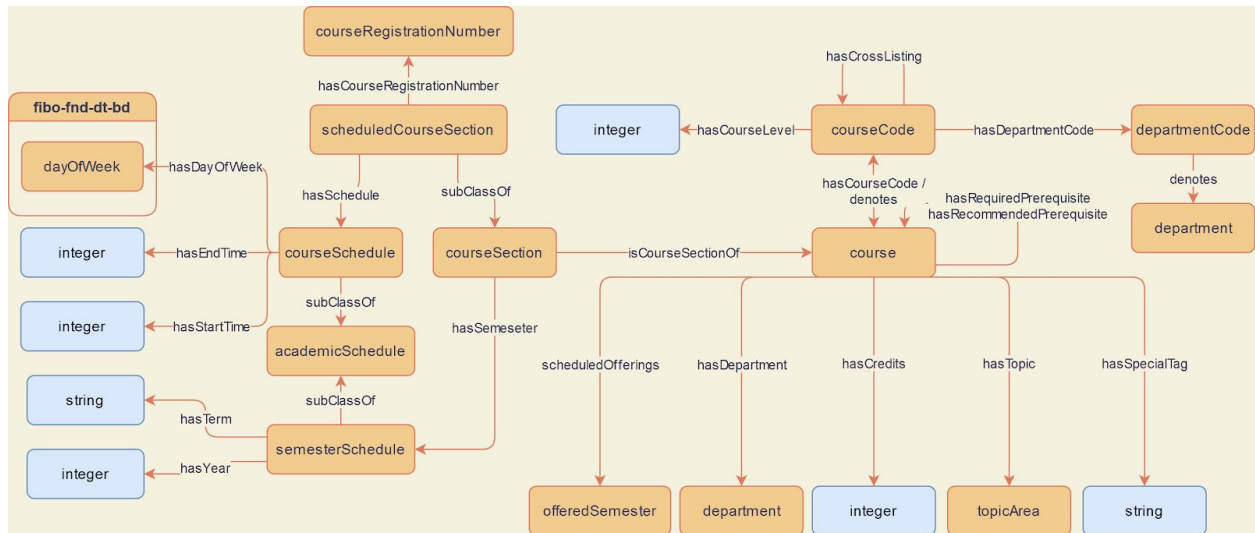 courseRegistrationNumber
hasCourseRegistrationNumber
hasCrossListing
fibo-fnd-dt-bd
scheduledCourseSection
integer
hasCourseLevel
courseCode
hasDepartmentCode
departmentCode
dayOfWeek
hasDayOfWeek
hasSchedule
subClassOf
hasCourseCode /
denotes
hasRequiredPrerequisite
hasRecommendedPrerequisite
denotes
department
integer
hasEndTime
courseSchedule
courseSection
isCourseSectionOf
course
subClassOf
integer
hasStartTime
hasSemeseter
academicSchedule
scheduledOfferings
hasDepartment
hasCredits
hasTopic
hasSpecialTag
string
hasTerm
subClassOf
semesterSchedule
integer
hasYear
offeredSemester
department
integer
topicArea
string